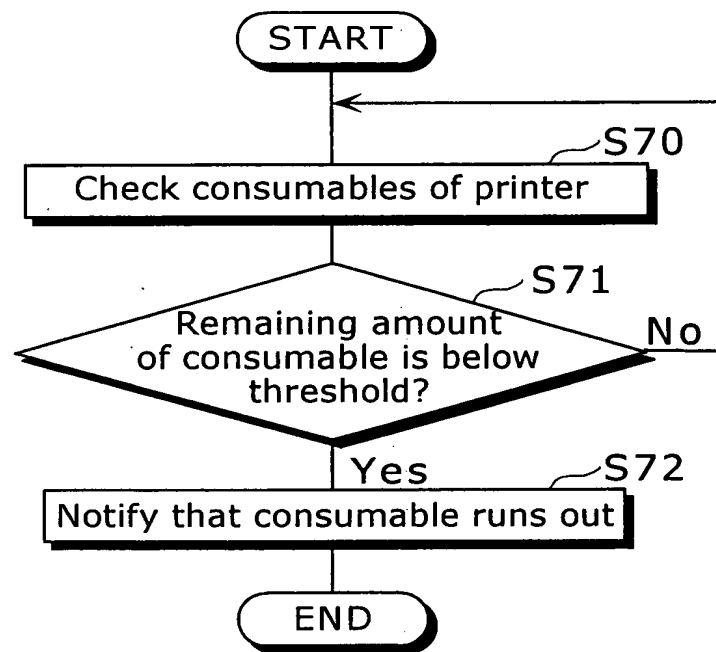 START
S70
Check consumables of printer
S71
Remaining amount
of consumable is below
threshold?
No
Yes
S72
Notify that consumable runs out
END